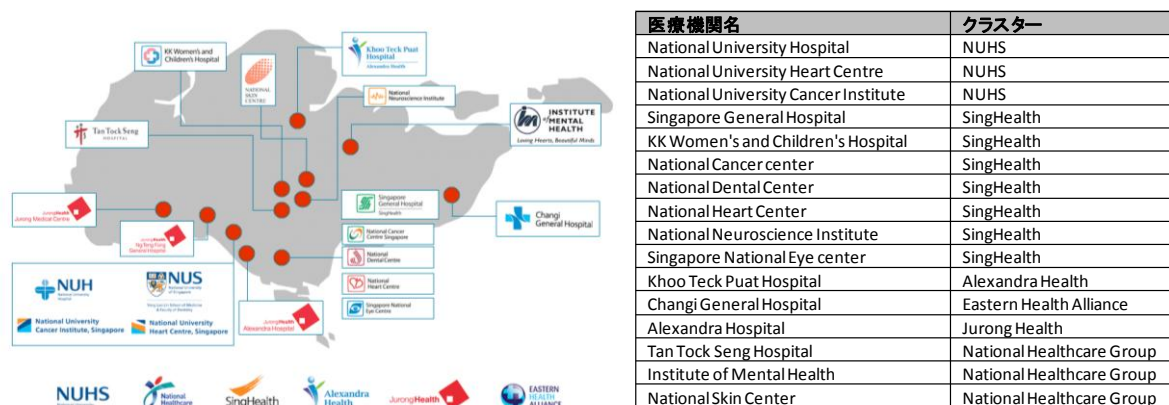 KK Women's and
Children's Hospital
Khoo Teck Puat
Hospital
Alexandra Health
NATIONAL
SKIN
CENTRE
National
Neuroscience Institute
INSTITUTE
of MENTAL
HEALTH
Loving Hearts, Beautiful Minds
Tan Tock Seng
HOSPITAL
Singapore
General Hospital
SingHealth
JurongHealth
Jurong Medical Centre
Changi
General Hospital
JurongHealth
Ng Teng Fong
General Hospital
National Cancer
Centre Singapore
National
Dental Centre
NUH
National University
Hospital
NUS
National University
of Singapore
National
Heart Centre
Singapore National
Eye Centre
National University
Cancer Institute, Singapore
National University
Heart Centre, Singapore
JurongHealth
Alexandra Hospital
NUHS
National
Healthcare
SingHealth
Alexandra
Health
JurongHealth
EASTERN
HEALTH
ALLIANCE
医療機関名 クラスター
National University Hospital NUHS
National University Heart Centre NUHS
National University Cancer Institute NUHS
Singapore General Hospital SingHealth
KK Women's and Children's Hospital SingHealth
National Cancer center SingHealth
National Dental Center SingHealth
National Heart Center SingHealth
National Neuroscience Institute SingHealth
Singapore National Eye center SingHealth
Khoo Teck Puat Hospital Alexandra Health
Changi General Hospital Eastern Health Alliance
Alexandra Hospital Jurong Health
Tan Tock Seng Hospital National Healthcare Group
Institute of Mental Health National Healthcare Group
National Skin Center National Healthcare Group